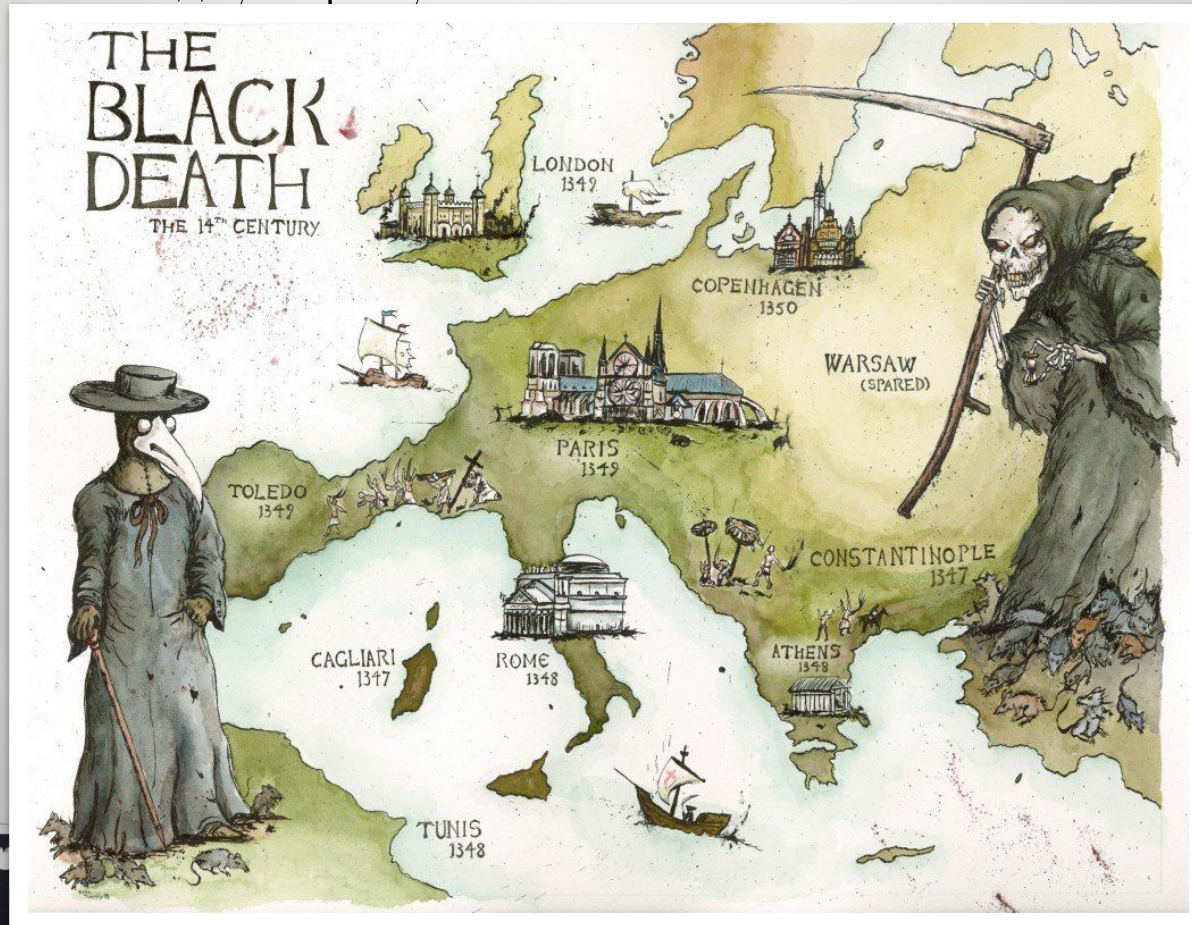 THE
BLACK
DEATH
THE 14TH CENTURY
LONDON
1349
COPENHAGEN
1350
WARSAW
(SPARED)
PARIS
1349
TOLEDO
1349
CONSTANTINOPLE
1347
CAGLIARI
1347
ROME
1348
ATHENS
1348
TUNIS
1348